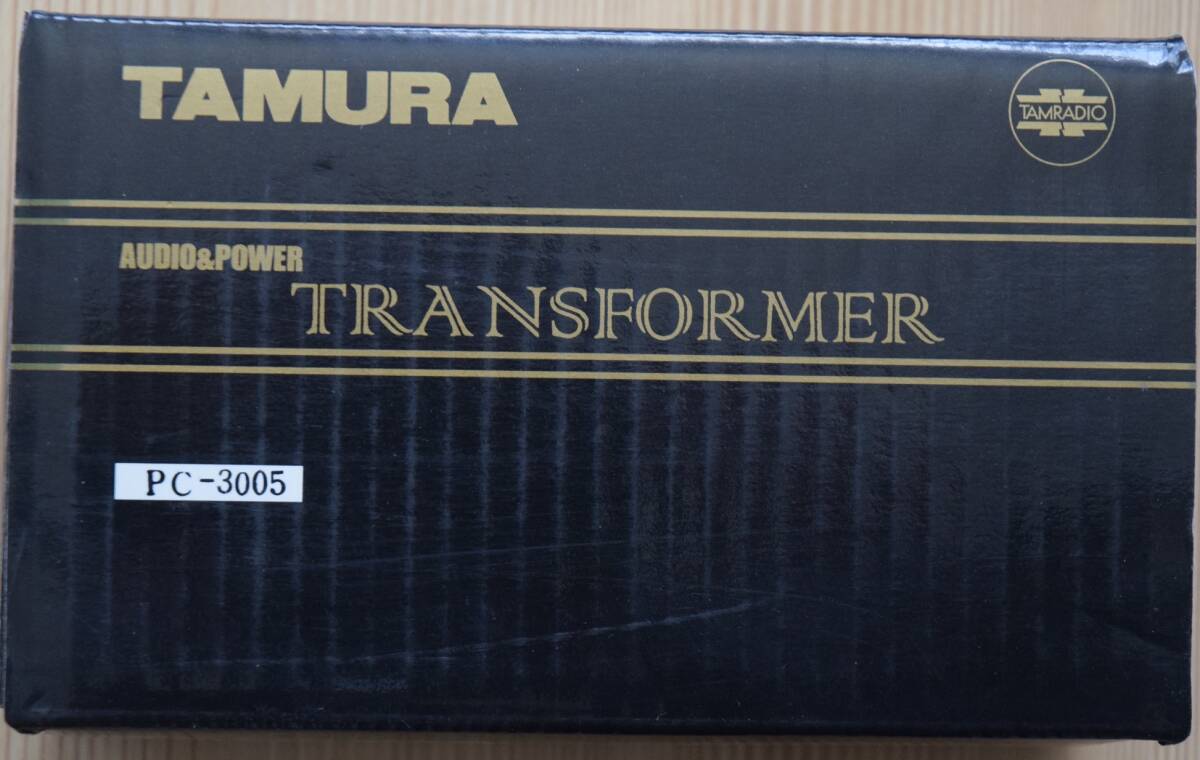 TAMURA
TAMRADIO
AUDIO&POWER
TRANSFORMER
PC-3005